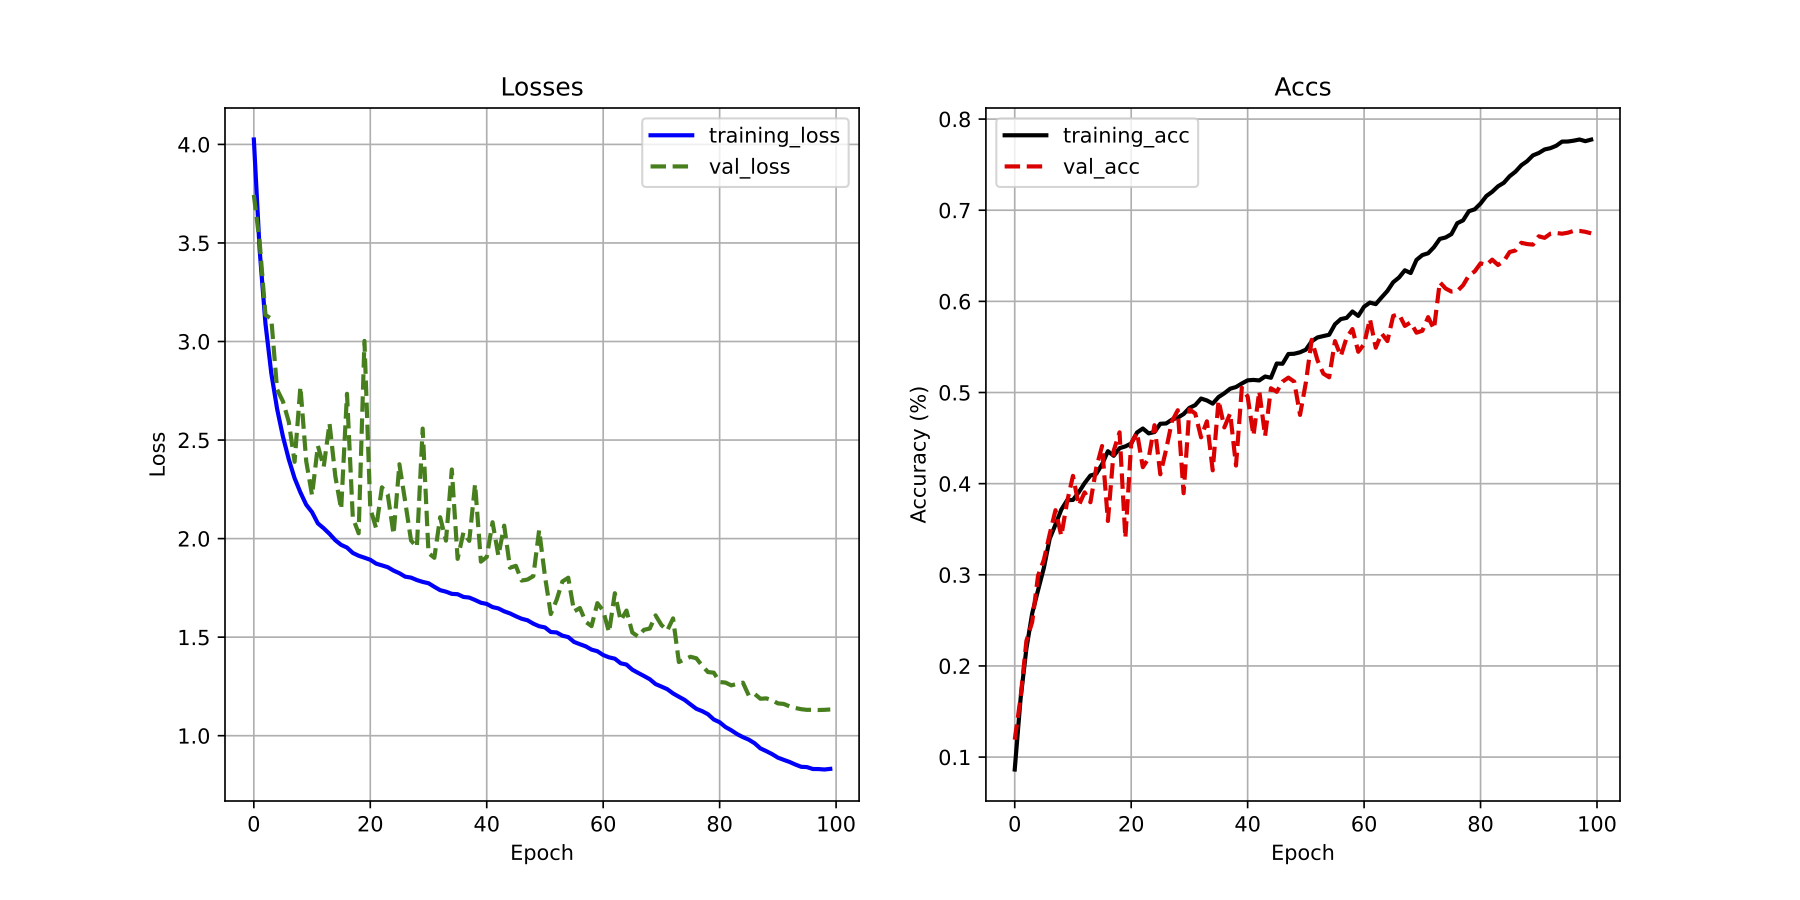 Losses
training_loss
val_loss
4.0
3.5
3.0
2.5
2.0
1.5
1.0
Loss
0 20 40 60 80 100
Epoch
Accs
training_acc
val_acc
0.8
0.7
0.6
0.5
0.4
0.3
0.2
0.1
Accuracy (%)
0 20 40 60 80 100
Epoch